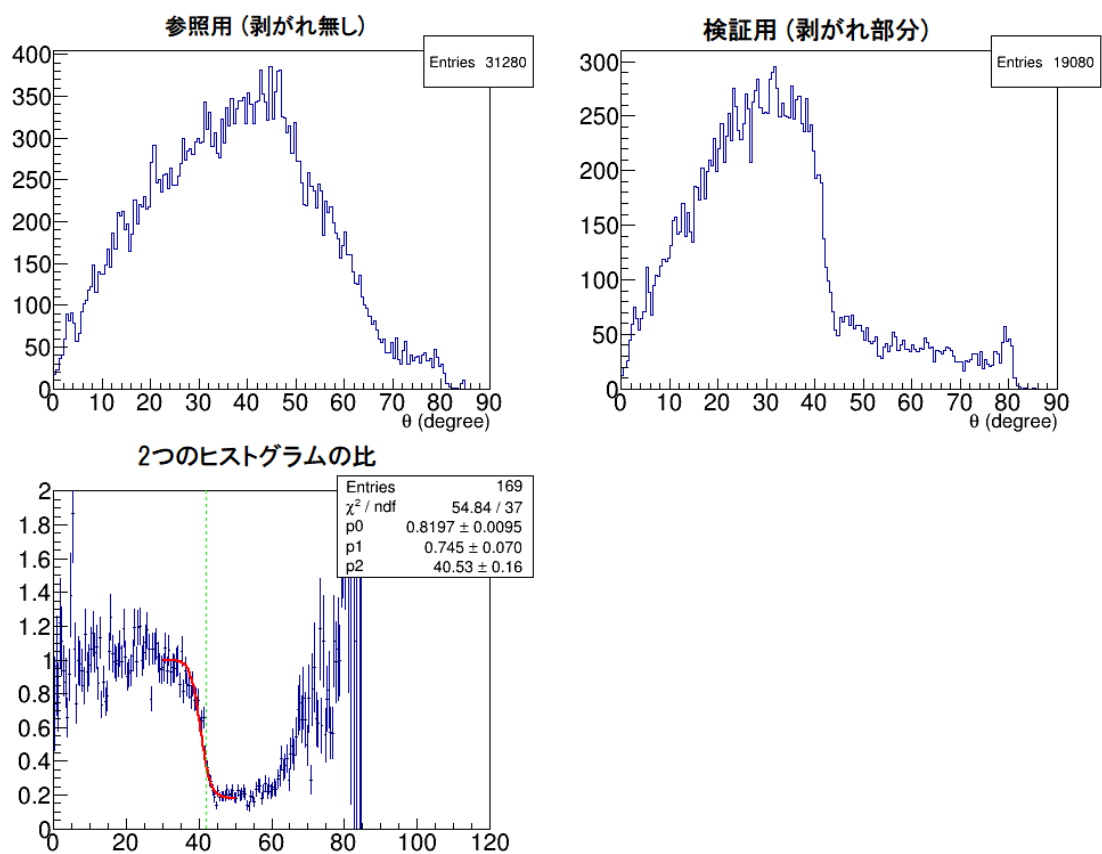 参照用 (剥がれ無し)
Entries 31280
400
350
300
250
200
150
100
50
0
0 10 20 30 40 50 60 70 80 90
θ (degree)
検証用 (剥がれ部分)
Entries 19080
300
250
200
150
100
50
0
0 10 20 30 40 50 60 70 80 90
θ (degree)
2つのヒストグラムの比
Entries 169
χ² / ndf 54.84 / 37
p0 0.8197 ± 0.0095
p1 0.745 ± 0.070
p2 40.53 ± 0.16
2
1.8
1.6
1.4
1.2
1
0.8
0.6
0.4
0.2
0
0 20 40 60 80 100 120